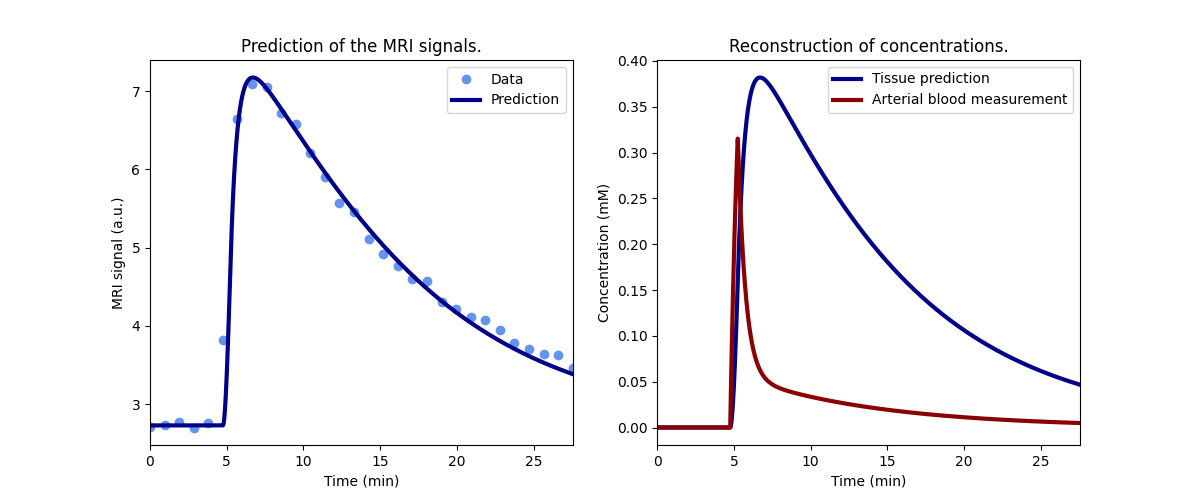 Prediction of the MRI signals.
Data
Prediction
7
6
5
4
3
MRI signal (a.u.)
0
5
10
15
20
25
Time (min)
Reconstruction of concentrations.
Tissue prediction
Arterial blood measurement
0.40
0.35
0.30
0.25
0.20
0.15
0.10
0.05
0.00
Concentration (mM)
0
5
10
15
20
25
Time (min)